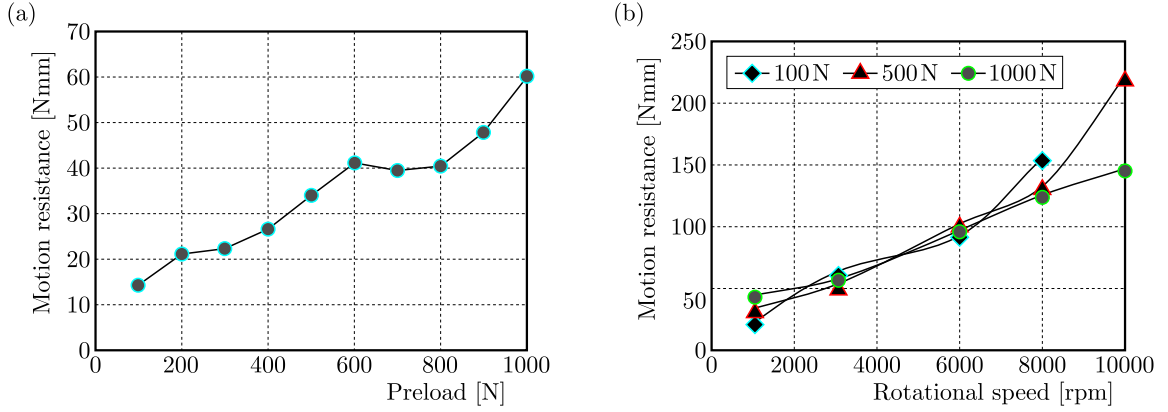 (a)
70
60
50
40
30
20
10
0
Motion resistance [Nmm]
0 200 400 600 800 1000
Preload [N]
(b)
250
200
150
100
50
0
Motion resistance [Nmm]
100 N 500 N 1000 N
0 2000 4000 6000 8000 10000
Rotational speed [rpm]